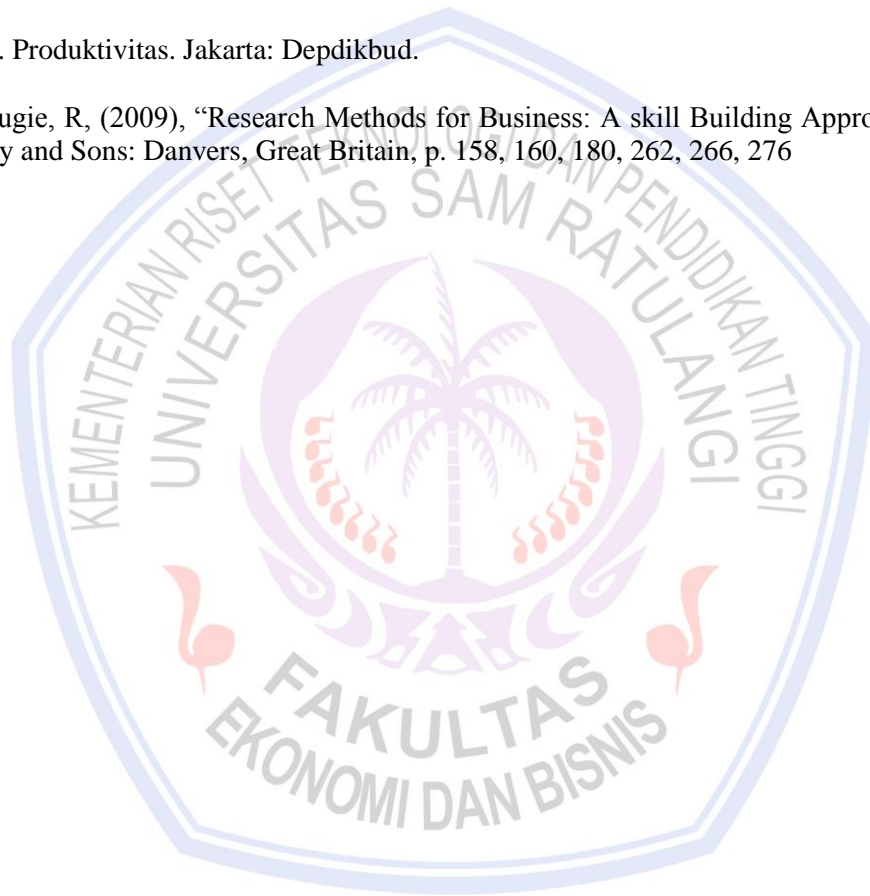 . Produktivitas. Jakarta: Depdikbud.
ugie, R, (2009), “Research Methods for Business: A skill Building Appro
y and Sons: Danvers, Great Britain, p. 158, 160, 180, 262, 266, 276
KEMENTERIAN RISET TEKNOLOGI DAN PENDIDIKAN TINGGI
UNIVERSITAS SAM RATULANGI
FAKULTAS
EKONOMI DAN BISNIS